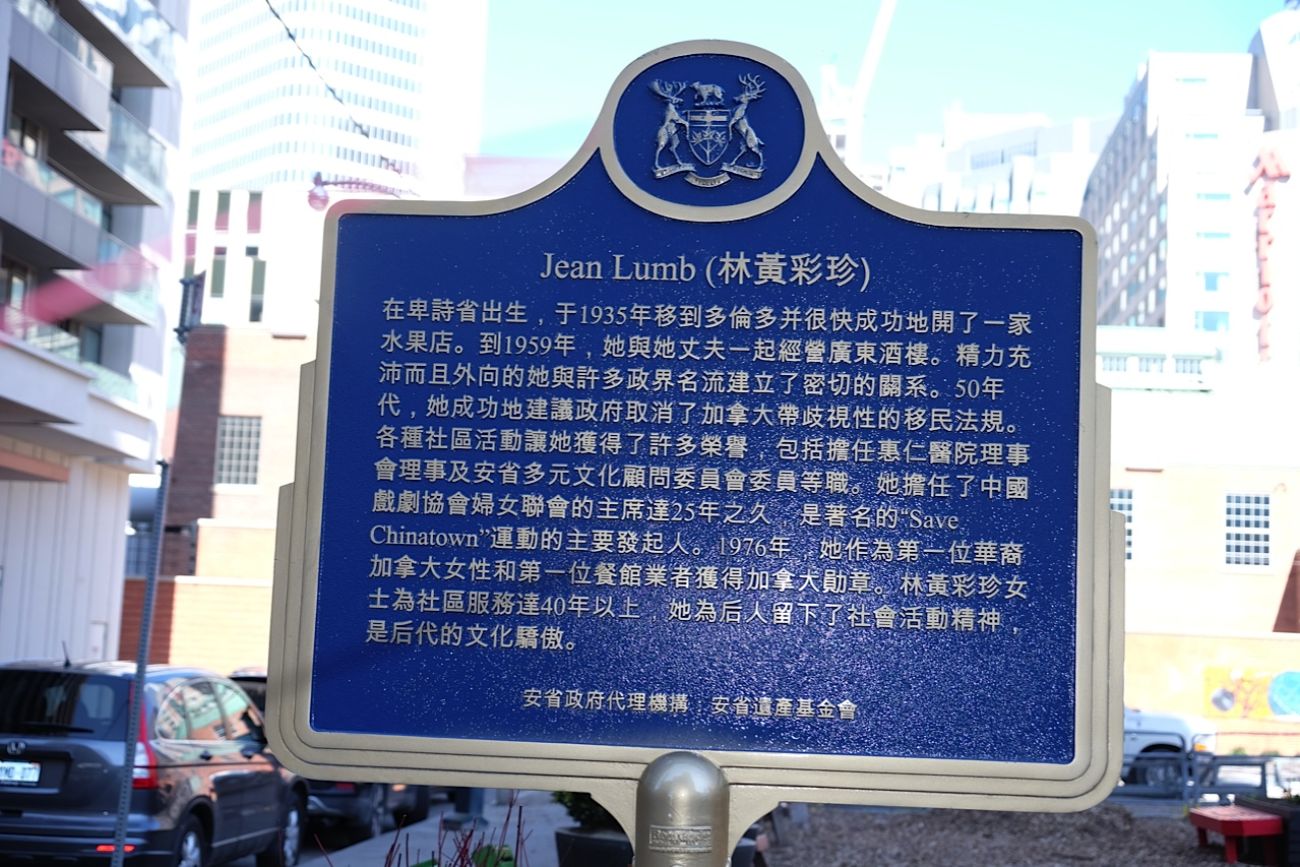 Jean Lumb (林黃彩珍)
在卑詩省出生，于1935年移到多倫多并很快成功地開了一家
水果店。到1959年，她與她丈夫一起經營廣東酒樓。精力充
沛而且外向的她與許多政界名流建立了密切的關系。50年
代，她成功地建議政府取消了加拿大帶歧視性的移民法規。
各種社區活動讓她獲得了許多榮譽，包括擔任惠仁醫院理事
會理事及安省多元文化顧問委員會委員等職。她擔任了中國
戲劇協會婦女聯會的主席達25年之久，是著名的“Save
Chinatown”運動的主要發起人。1976年，她作為第一位華裔
加拿大女性和第一位餐館業者獲得加拿大勛章。林黃彩珍女
士為社區服務達40年以上，她為后人留下了社會活動精神，
是后代的文化驕傲。
安省政府代理機構：安省遺產基金會